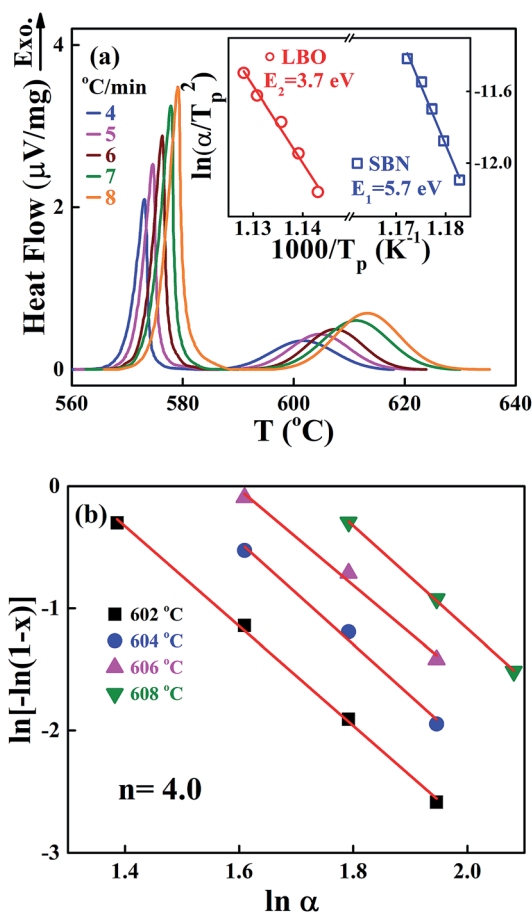 (a)
Exo.
°C/min
4
5
6
7
8
Heat Flow (μV/mg)
4
2
0
560
580
600
620
640
T (°C)
LBO
E₂=3.7 eV
SBN
E₁=5.7 eV
ln(α/Tₚ²)
-11.6
-12.0
1.13
1.14
1.17
1.18
1000/Tₚ (K⁻¹)
(b)
0
-1
-2
-3
ln[-ln(1-x)]
602 °C
604 °C
606 °C
608 °C
n= 4.0
1.4
1.6
1.8
2.0
ln α